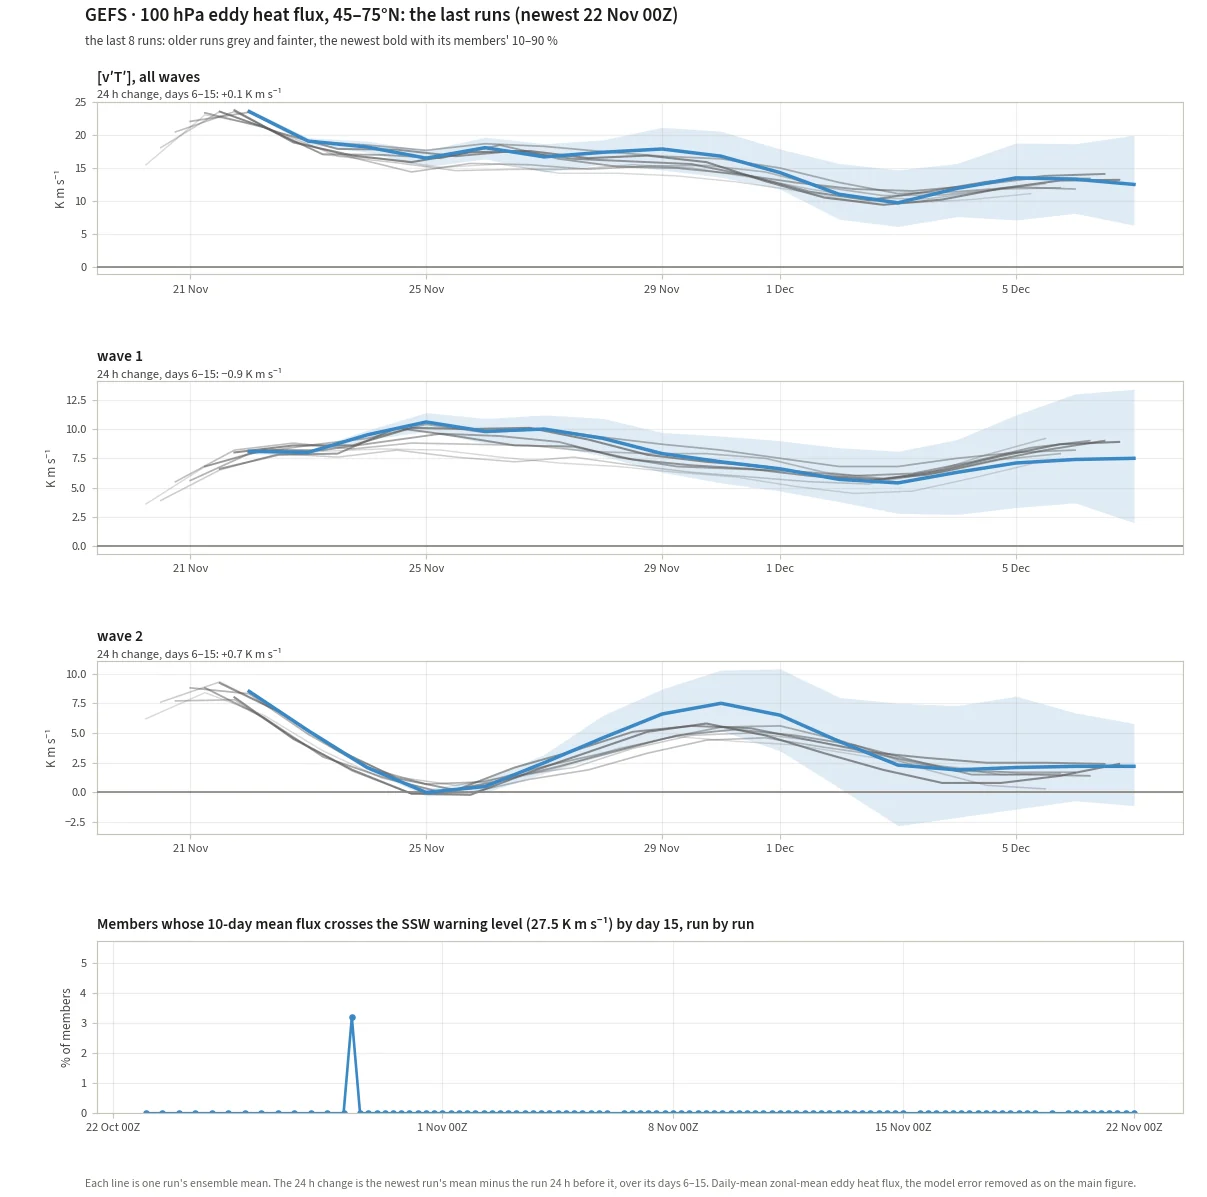 GEFS · 100 hPa eddy heat flux, 45–75°N: the last runs (newest 22 Nov 00Z)
the last 8 runs: older runs grey and fainter, the newest bold with its members' 10–90 %
[v′T′], all waves
24 h change, days 6–15: +0.1 K m s⁻¹
25
20
15
10
5
0
K m s⁻¹
21 Nov 25 Nov 29 Nov 1 Dec 5 Dec
wave 1
24 h change, days 6–15: −0.9 K m s⁻¹
12.5
10.0
7.5
5.0
2.5
0.0
K m s⁻¹
21 Nov 25 Nov 29 Nov 1 Dec 5 Dec
wave 2
24 h change, days 6–15: +0.7 K m s⁻¹
10.0
7.5
5.0
2.5
0.0
−2.5
K m s⁻¹
21 Nov 25 Nov 29 Nov 1 Dec 5 Dec
Members whose 10-day mean flux crosses the SSW warning level (27.5 K m s⁻¹) by day 15, run by run
5
4
3
2
1
0
% of members
22 Oct 00Z 1 Nov 00Z 8 Nov 00Z 15 Nov 00Z 22 Nov 00Z
Each line is one run's ensemble mean. The 24 h change is the newest run's mean minus the run 24 h before it, over its days 6–15. Daily-mean zonal-mean eddy heat flux, the model error removed as on the main figure.